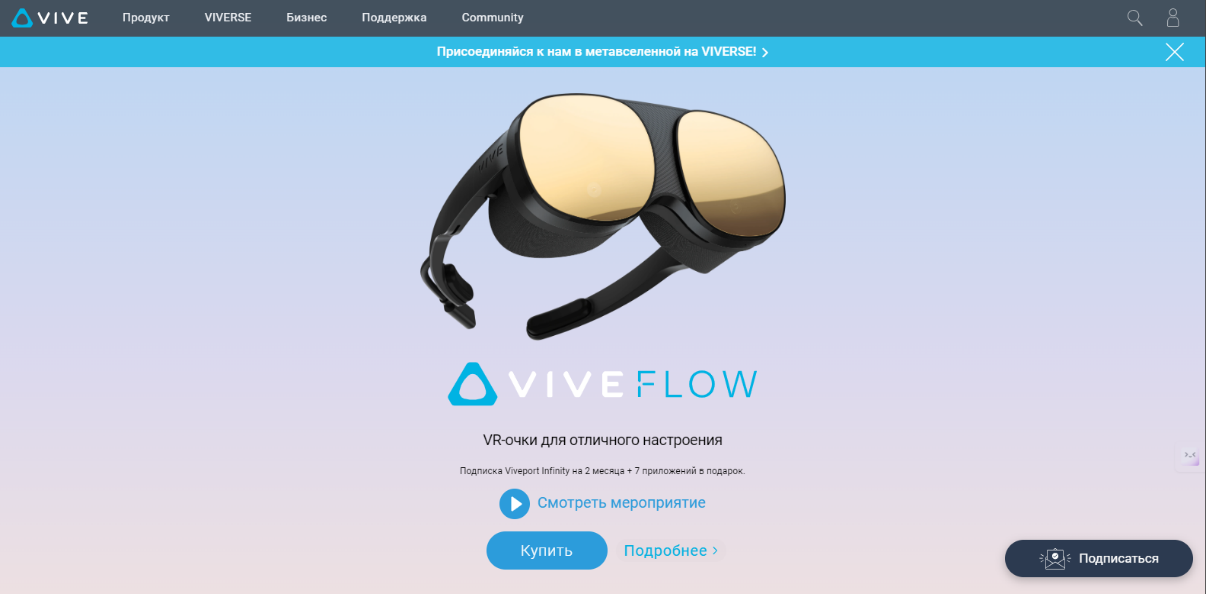 VIVE
Продукт
VIVERSE
Бизнес
Поддержка
Community
Присоединяйся к нам в метавселенной на VIVERSE!
VIVE
VIVE FLOW
VR-очки для отличного настроения
Подписка Viveport Infinity на 2 месяца + 7 приложений в подарок.
Смотреть мероприятие
Купить
Подробнее
Подписаться